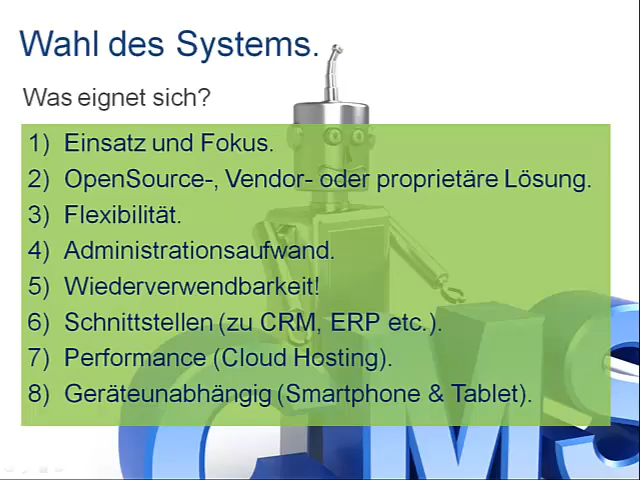 Wahl des Systems.
Was eignet sich?
1) Einsatz und Fokus.
2) OpenSource-, Vendor- oder proprietäre Lösung.
3) Flexibilität.
4) Administrationsaufwand.
5) Wiederverwendbarkeit!
6) Schnittstellen (zu CRM, ERP etc.).
7) Performance (Cloud Hosting).
8) Geräteunabhängig (Smartphone & Tablet).
CMS